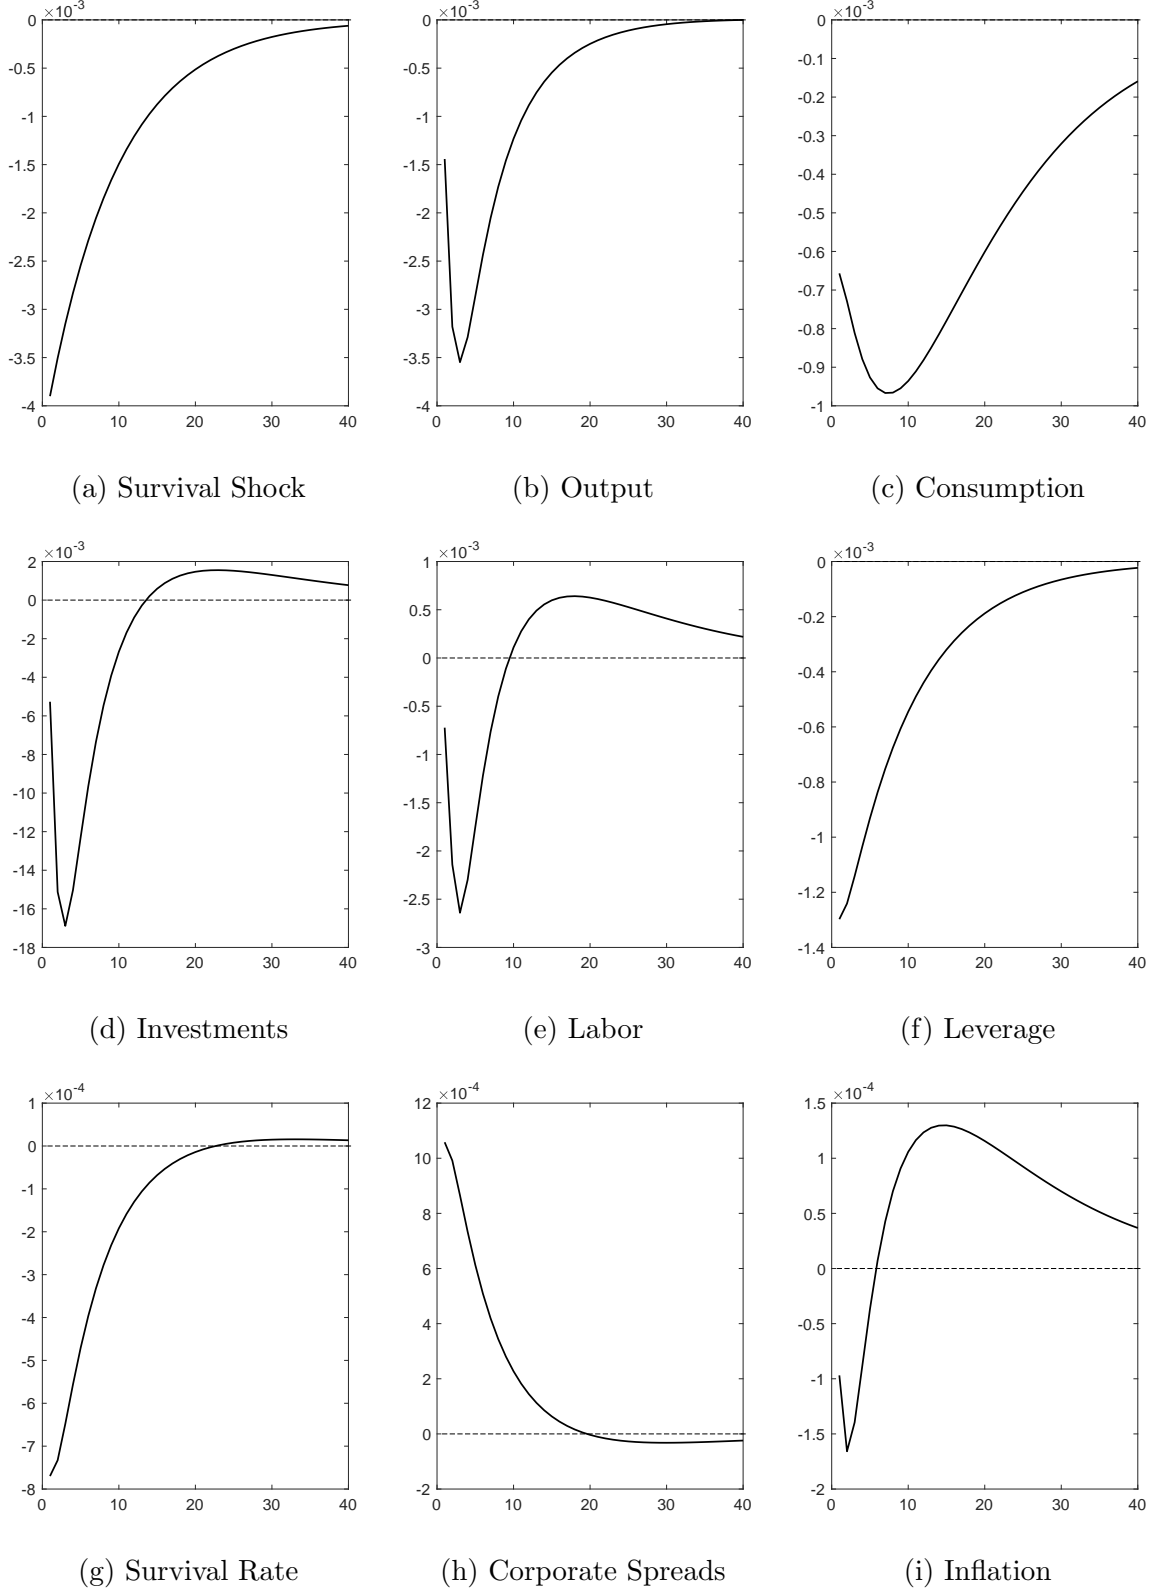 ×10⁻³ ×10⁻³ ×10⁻³
0 0 0
-0.5 -0.5 -0.1
-1 -1 -0.2
-1.5 -1.5 -0.3
-2 -2 -0.4
-2.5 -2.5 -0.5
-3 -3 -0.6
-3.5 -3.5 -0.7
-4 -4 -0.8
-0.9
-1
0 10 20 30 40 0 10 20 30 40 0 10 20 30 40
(a) Survival Shock (b) Output (c) Consumption
×10⁻³ ×10⁻³ ×10⁻³
2 1 0
0 0.5 -0.2
-2 0 -0.4
-4 -0.5 -0.6
-6 -1 -0.8
-8 -1.5 -1
-10 -2 -1.2
-12 -2.5 -1.4
-14 -3
-16
-18
0 10 20 30 40 0 10 20 30 40 0 10 20 30 40
(d) Investments (e) Labor (f) Leverage
×10⁻⁴ ×10⁻⁴ ×10⁻⁴
1 12 1.5
0 10 1
-1 8 0.5
-2 6 0
-3 4 -0.5
-4 2 -1
-5 0 -1.5
-6 -2 -2
-7
-8
0 10 20 30 40 0 10 20 30 40 0 10 20 30 40
(g) Survival Rate (h) Corporate Spreads (i) Inflation